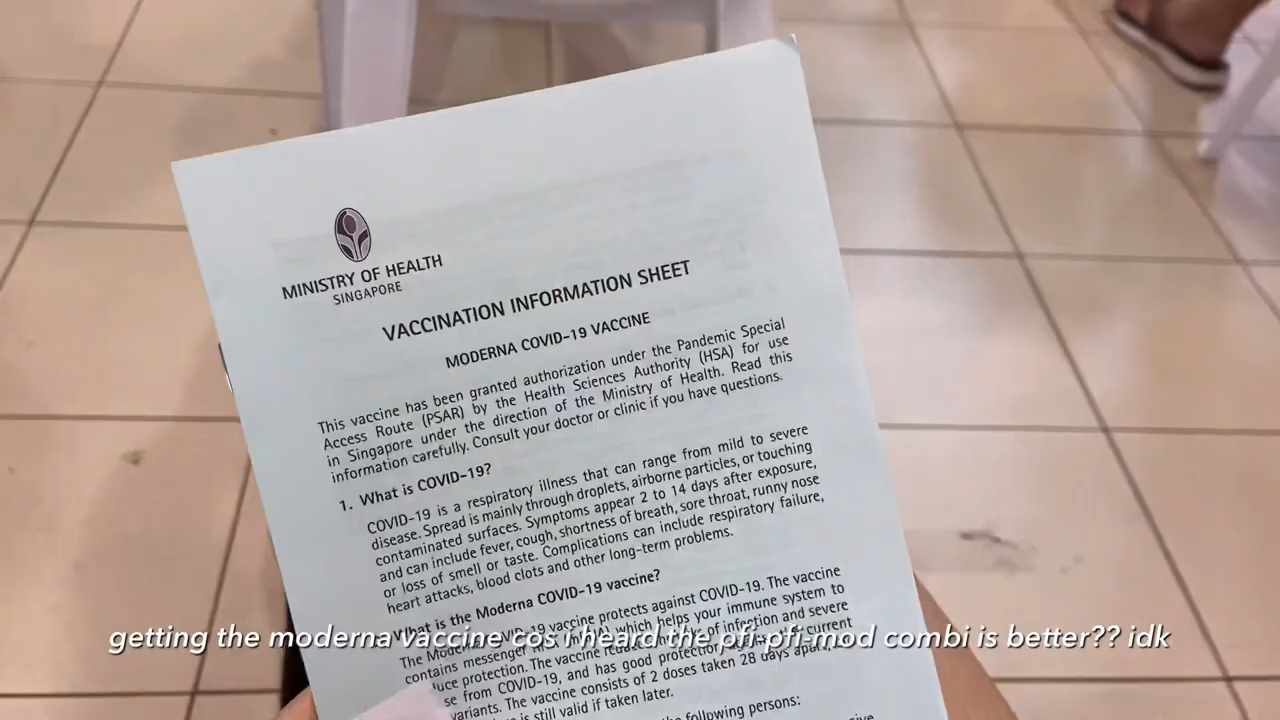 MINISTRY OF HEALTH
SINGAPORE
VACCINATION INFORMATION SHEET
MODERNA COVID-19 VACCINE
This vaccine has been granted authorization under the Pandemic Special
Access Route (PSAR) by the Health Sciences Authority (HSA) for use
in Singapore under the direction of the Ministry of Health. Read this
information carefully. Consult your doctor or clinic if you have questions.
1. What is COVID-19?
COVID-19 is a respiratory illness that can range from mild to severe
disease. Spread is mainly through droplets, airborne particles, or touching
contaminated surfaces. Symptoms appear 2 to 14 days after exposure,
and can include fever, cough, shortness of breath, sore throat, runny nose
or loss of smell or taste. Complications can include respiratory failure,
heart attacks, blood clots and other long-term problems.
What is the Moderna COVID-19 vaccine?
The Moderna COVID-19 vaccine protects against COVID-19. The vaccine
contains messenger which helps your immune system to
protection. The vaccine of infection and severe
from COVID-19, and has good protection current
variants. The vaccine consists of 2 doses taken 28 days apart,
is still valid if taken later.
the following persons:
getting the moderna vaccine cos i heard the pfi-pfi-mod combi is better?? idk